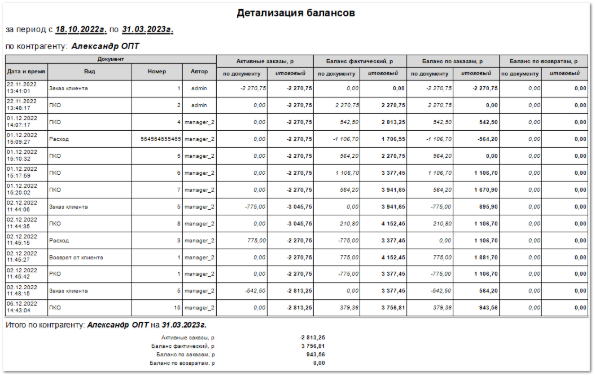 Детализация балансов
за период с 18.10.2022г. по 31.03.2023г.
по контрагенту: Александр ОПТ
Документ Активные заказы, р Баланс фактический, р Баланс по заказам, р Баланс по возвратам, р
Дата и время Вид Номер Автор по документу итоговый по документу итоговый по документу итоговый по документу итоговый
22.11.2022 13:41:01 Заказ клиента 1 admin -2 270,75 -2 270,75 0,00 0,00 -2 270,75 -2 270,75 0,00 0,00
22.11.2022 13:48:17 ПКО 2 admin 0,00 -2 270,75 2 270,75 2 270,75 2 270,75 0,00 0,00 0,00
01.12.2022 14:07:17 ПКО 4 manager_2 0,00 -2 270,75 542,50 2 813,25 542,50 542,50 0,00 0,00
01.12.2022 15:09:27 Расход manager_2 0,00 -2 270,75 -1 106,70 1 706,55 -1 106,70 -564,20 0,00 0,00
01.12.2022 15:10:32 ПКО 5 manager_2 0,00 -2 270,75 564,20 2 270,75 564,20 0,00 0,00 0,00
01.12.2022 15:17:59 ПКО 6 manager_2 0,00 -2 270,75 1 106,70 3 377,45 1 106,70 1 106,70 0,00 0,00
01.12.2022 15:20:02 ПКО 7 manager_2 0,00 -2 270,75 564,20 3 941,65 564,20 1 670,90 0,00 0,00
02.12.2022 11:44:06 Заказ клиента 5 manager_2 -775,00 -3 045,75 0,00 3 941,65 -775,00 895,90 0,00 0,00
02.12.2022 11:44:35 ПКО 8 manager_2 0,00 -3 045,75 210,80 4 152,45 210,80 1 106,70 0,00 0,00
02.12.2022 11:45:15 Расход 3 manager_2 775,00 -2 270,75 -775,00 3 377,45 0,00 1 106,70 0,00 0,00
02.12.2022 11:45:27 Возврат от клиента 1 manager_2 0,00 -2 270,75 775,00 4 152,45 775,00 1 881,70 0,00 0,00
02.12.2022 11:45:42 РКО 1 manager_2 0,00 -2 270,75 -775,00 3 377,45 -775,00 1 106,70 0,00 0,00
02.12.2022 11:48:15 Заказ клиента 6 manager_2 -542,50 -2 813,25 0,00 3 377,45 -542,50 564,20 0,00 0,00
06.12.2022 14:43:04 ПКО 10 manager_2 0,00 -2 813,25 379,36 3 756,81 379,36 943,56 0,00 0,00
Итого по контрагенту: Александр ОПТ на 31.03.2023г.
Активные заказы, р -2 813,25
Баланс фактический, р 3 756,81
Баланс по заказам, р 943,56
Баланс по возвратам, р 0,00